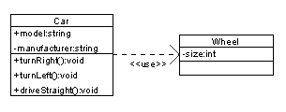 Car
+model:string
-manufacturer:string
+turnRight():void
+turnLeft():void
+driveStraight():void
<<use>>
Wheel
-size:int